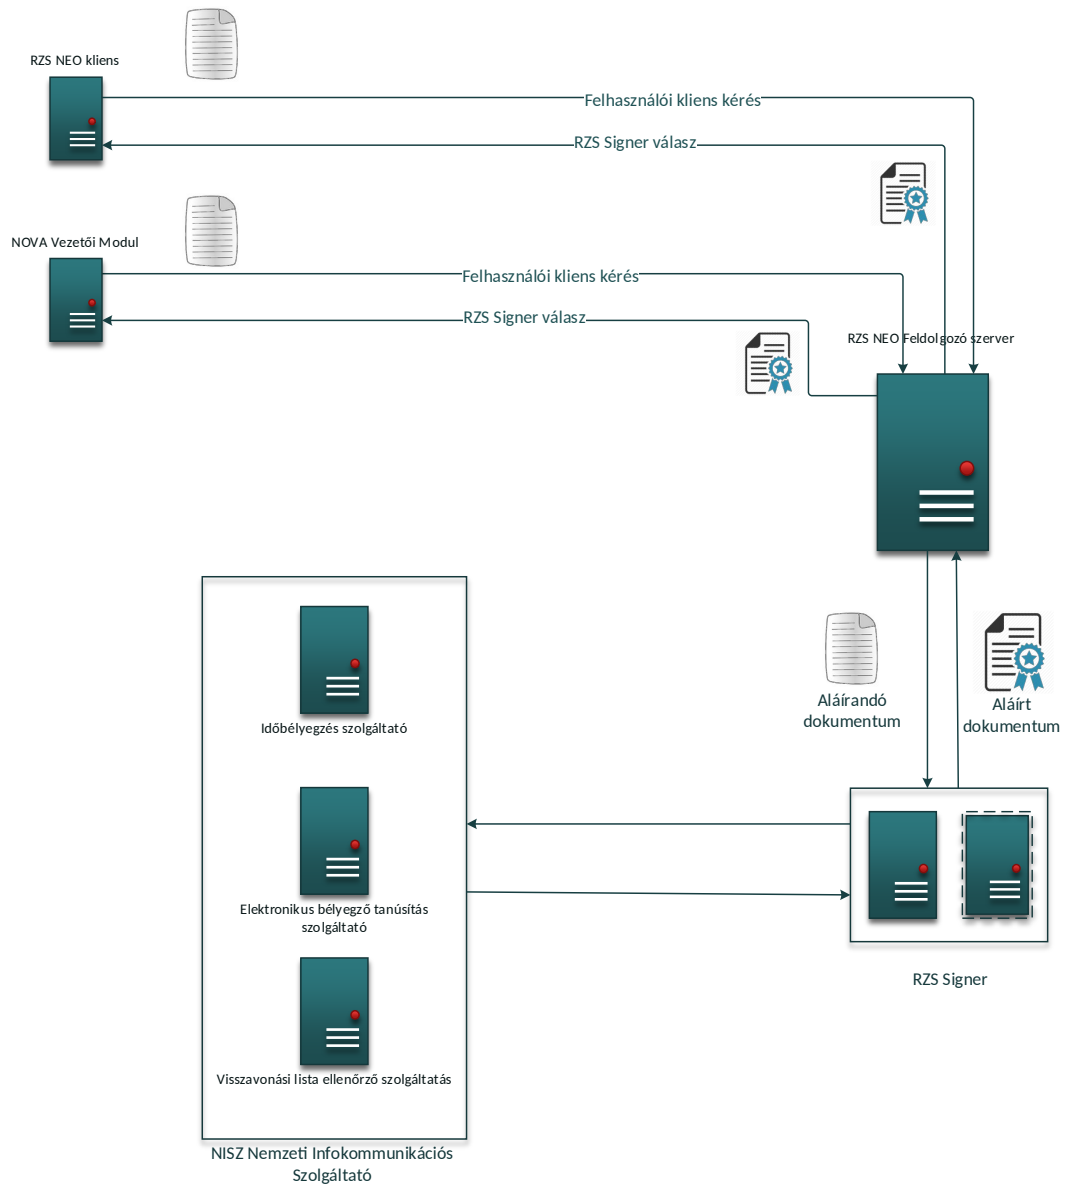 RZS NEO kliens
Felhasználói kliens kérés
RZS Signer válasz
NOVA Vezetői Modul
Felhasználói kliens kérés
RZS Signer válasz
RZS NEO Feldolgozó szerver
Aláírandó
dokumentum
Aláírt
dokumentum
Időbélyegzés szolgáltató
Elektronikus bélyegző tanúsítás
szolgáltató
RZS Signer
Visszavonási lista ellenőrző szolgáltatás
NISZ Nemzeti Infokommunikációs
Szolgáltató